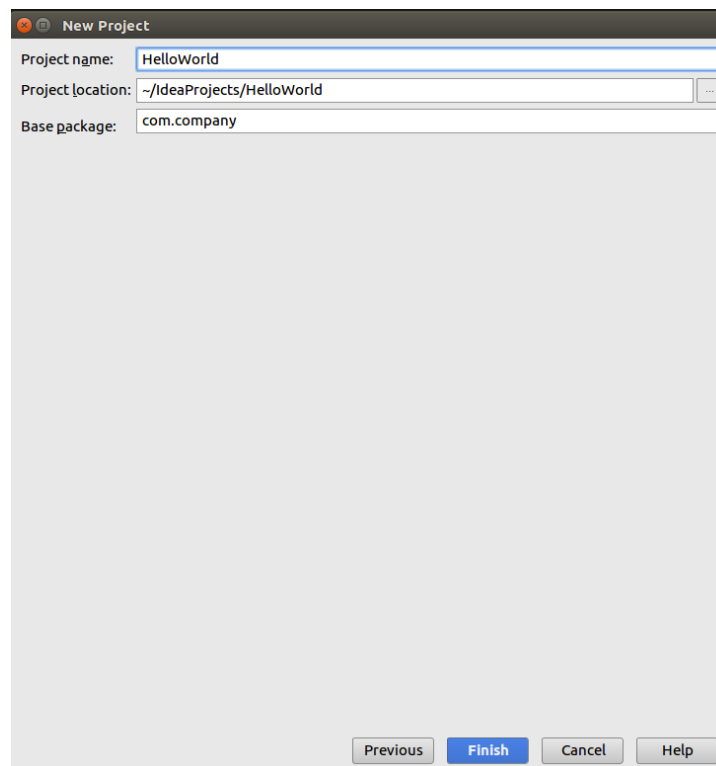 New Project
Project name: HelloWorld
Project location: ~/IdeaProjects/HelloWorld ...
Base package: com.company
Previous Finish Cancel Help